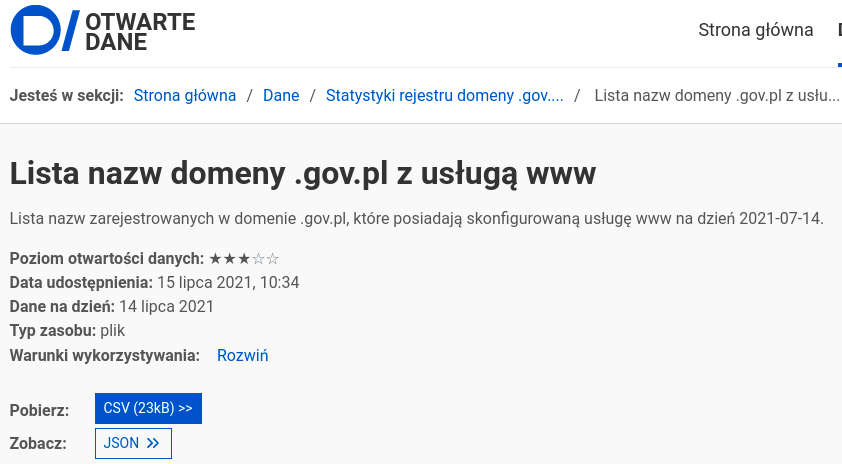 OTWARTE
DANE
Strona główna
Jesteś w sekcji: Strona główna / Dane / Statystyki rejestru domeny .gov.... / Lista nazw domeny .gov.pl z usłu...
Lista nazw domeny .gov.pl z usługą www
Lista nazw zarejestrowanych w domenie .gov.pl, które posiadają skonfigurowaną usługę www na dzień 2021-07-14.
Poziom otwartości danych: ★★★☆☆
Data udostępnienia: 15 lipca 2021, 10:34
Dane na dzień: 14 lipca 2021
Typ zasobu: plik
Warunki wykorzystywania: Rozwiń
Pobierz: CSV (23kB) >>
Zobacz: JSON >>